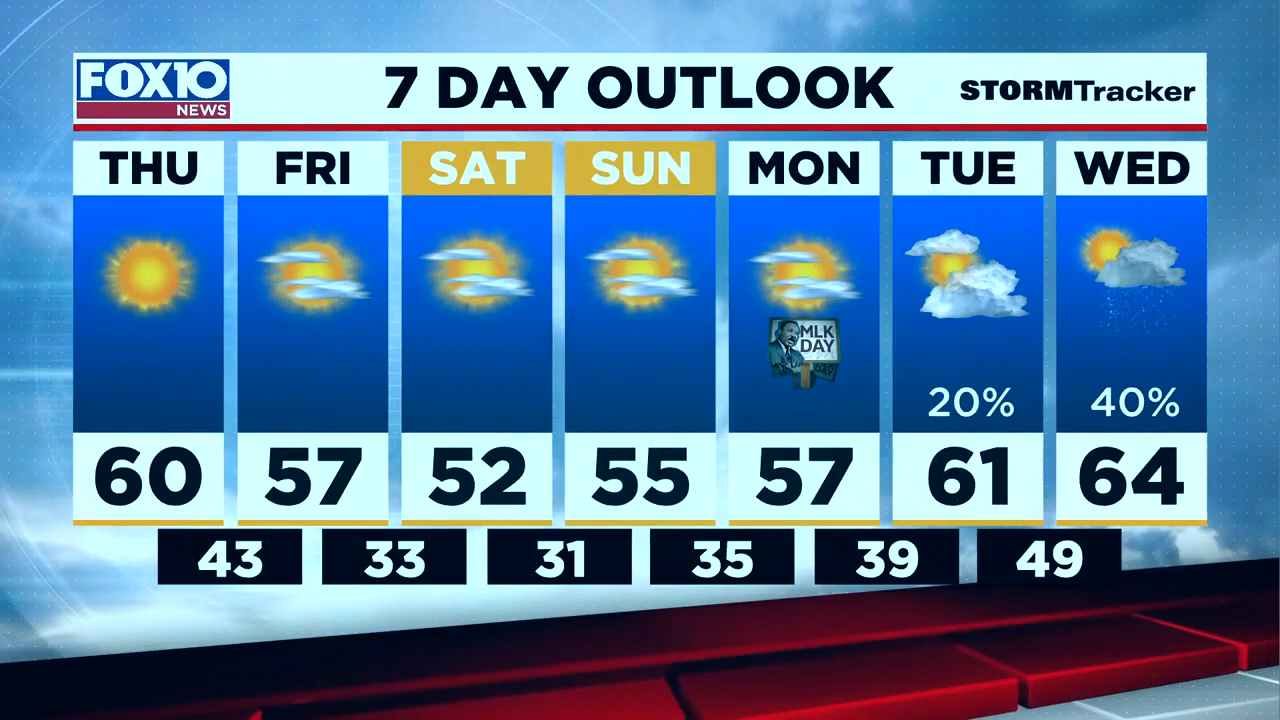 FOX10
NEWS
7 DAY OUTLOOK
STORMTracker
THU FRI SAT SUN MON TUE WED
MLK
DAY
20% 40%
60 57 52 55 57 61 64
43 33 31 35 39 49